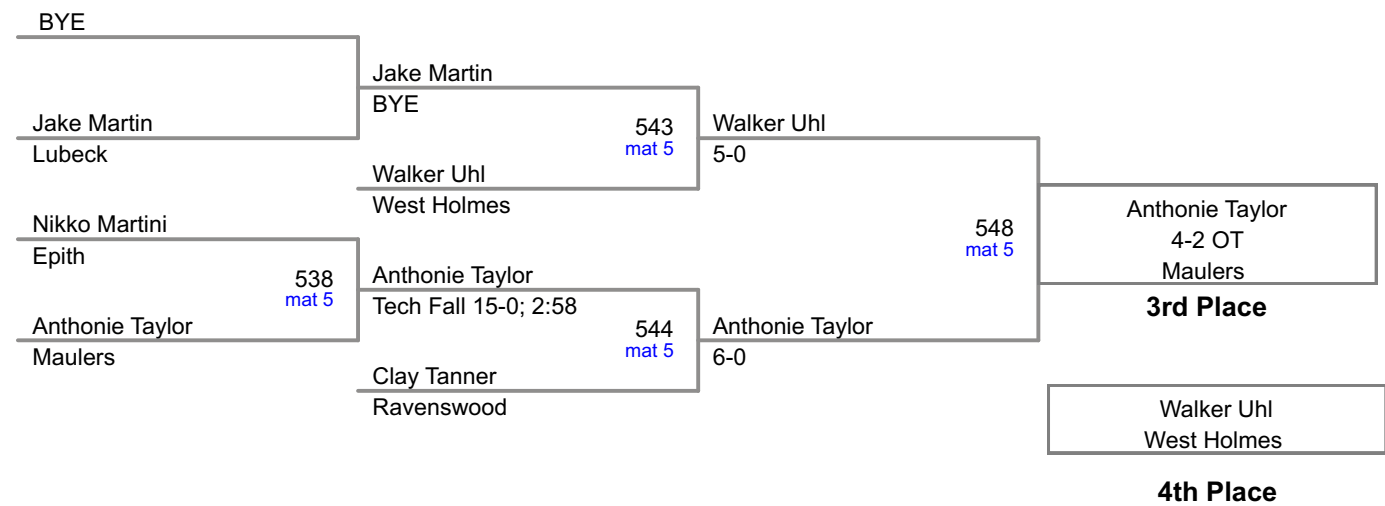 BYE
Jake Martin
BYE
Jake Martin
Lubeck
543
mat 5
Walker Uhl
5-0
Walker Uhl
West Holmes
Nikko Martini
Epith
548
mat 5
Anthonie Taylor
4-2 OT
Maulers
3rd Place
538
mat 5
Anthonie Taylor
Tech Fall 15-0; 2:58
Anthonie Taylor
Maulers
544
mat 5
Anthonie Taylor
6-0
Clay Tanner
Ravenswood
Walker Uhl
West Holmes
4th Place